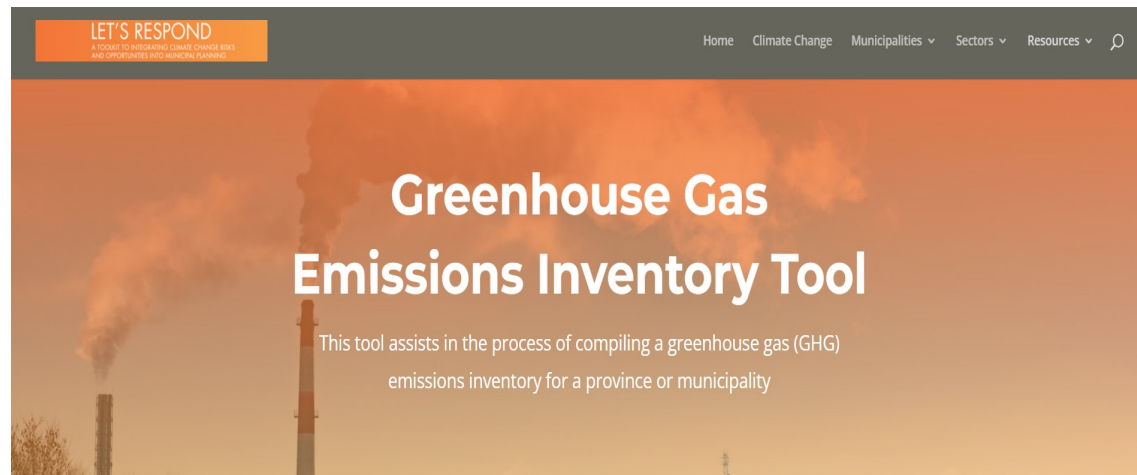 LET'S RESPOND
A TOOLKIT TO INTEGRATING CLIMATE CHANGE RISKS
AND OPPORTUNITIES INTO MUNICIPAL PLANNING
Home Climate Change Municipalities Sectors Resources
Greenhouse Gas
Emissions Inventory Tool
This tool assists in the process of compiling a greenhouse gas (GHG)
emissions inventory for a province or municipality